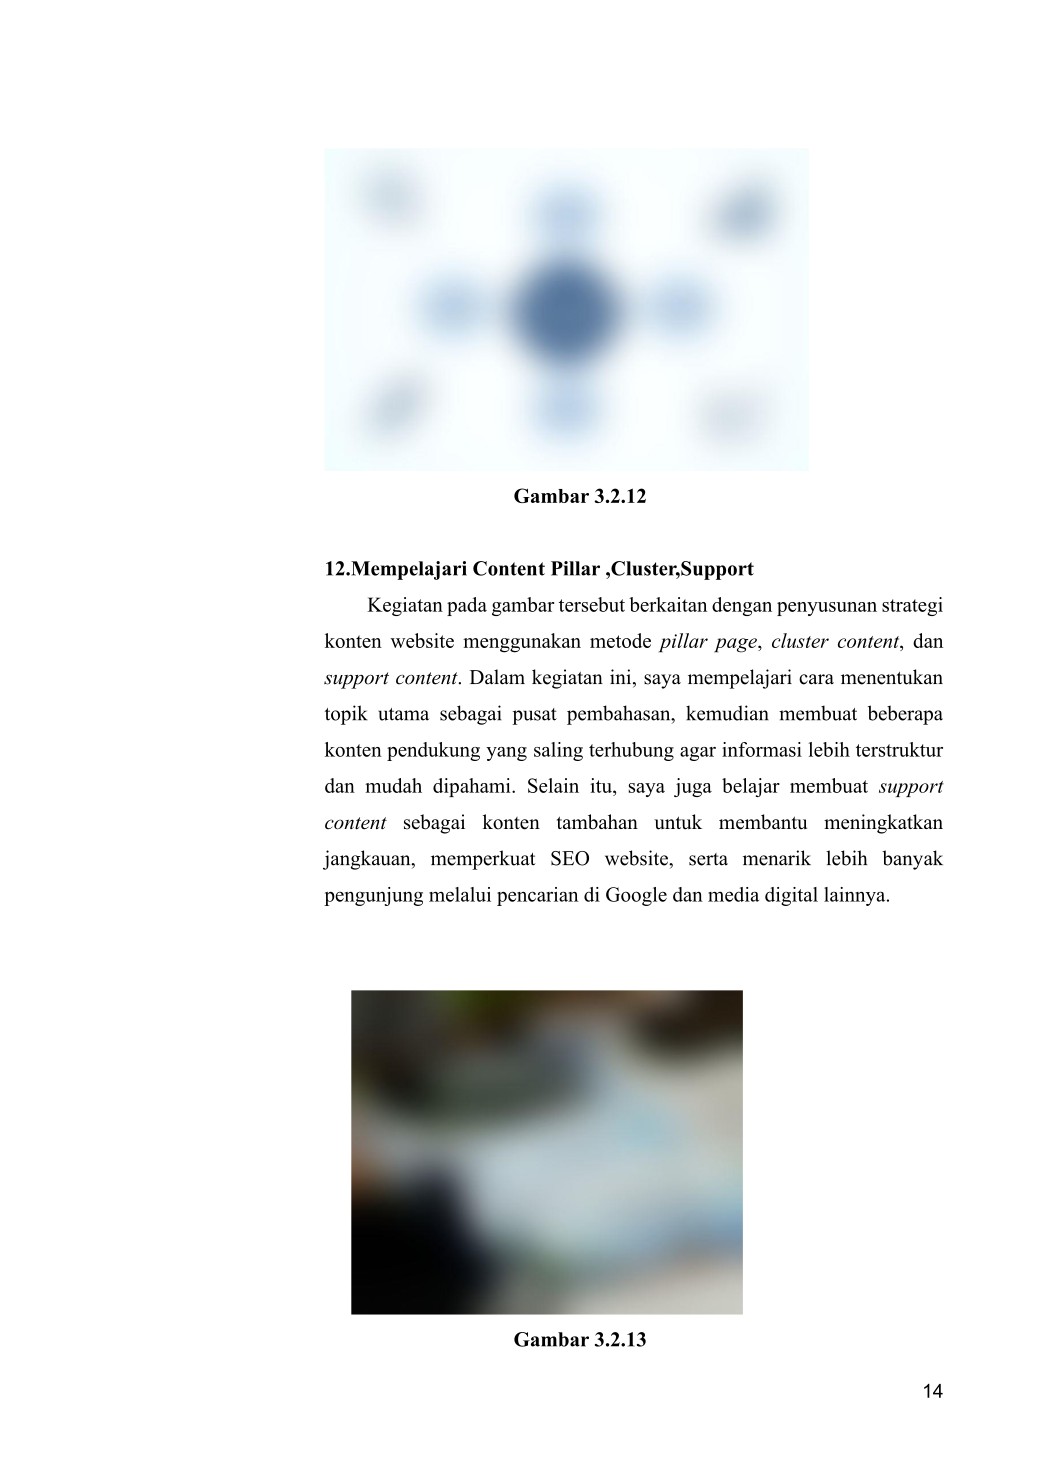 Gambar 3.2.12
12.Mempelajari Content Pillar ,Cluster,Support
Kegiatan pada gambar tersebut berkaitan dengan penyusunan strategi
konten website menggunakan metode pillar page, cluster content, dan
support content. Dalam kegiatan ini, saya mempelajari cara menentukan
topik utama sebagai pusat pembahasan, kemudian membuat beberapa
konten pendukung yang saling terhubung agar informasi lebih terstruktur
dan mudah dipahami. Selain itu, saya juga belajar membuat support
content sebagai konten tambahan untuk membantu meningkatkan
jangkauan, memperkuat SEO website, serta menarik lebih banyak
pengunjung melalui pencarian di Google dan media digital lainnya.
Gambar 3.2.13
14